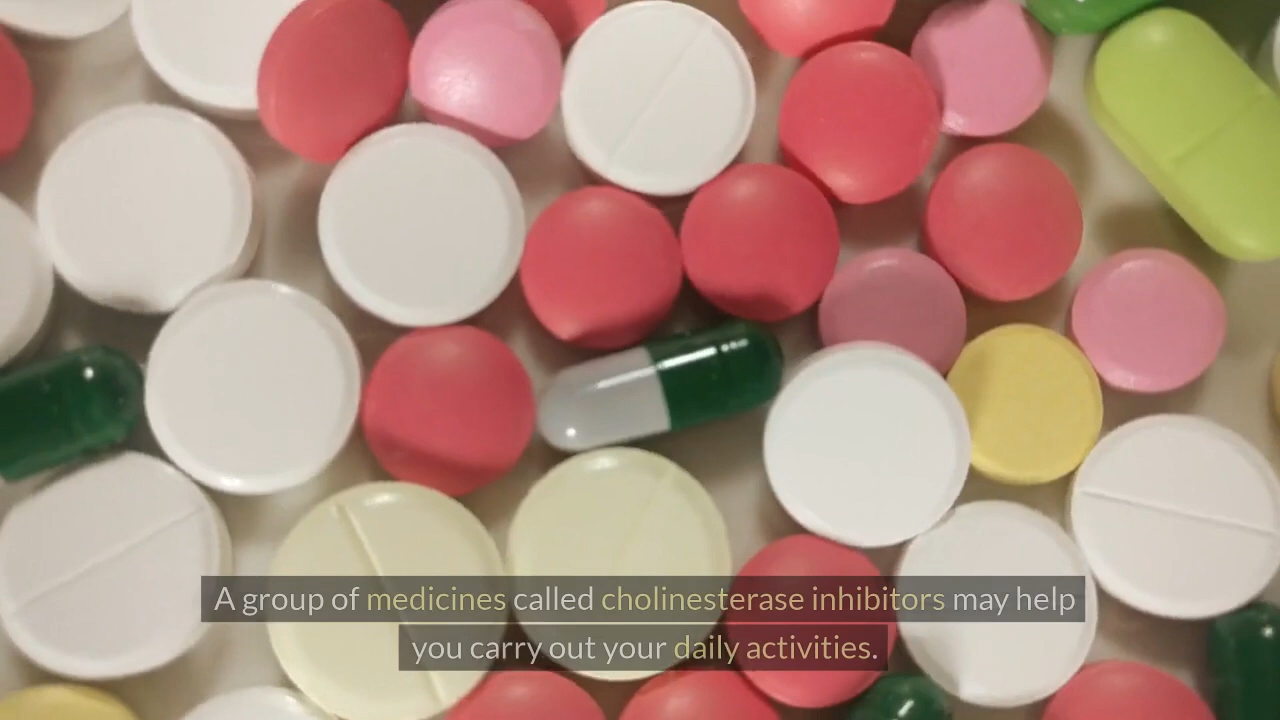 A group of medicines called cholinesterase inhibitors may help
you carry out your daily activities.